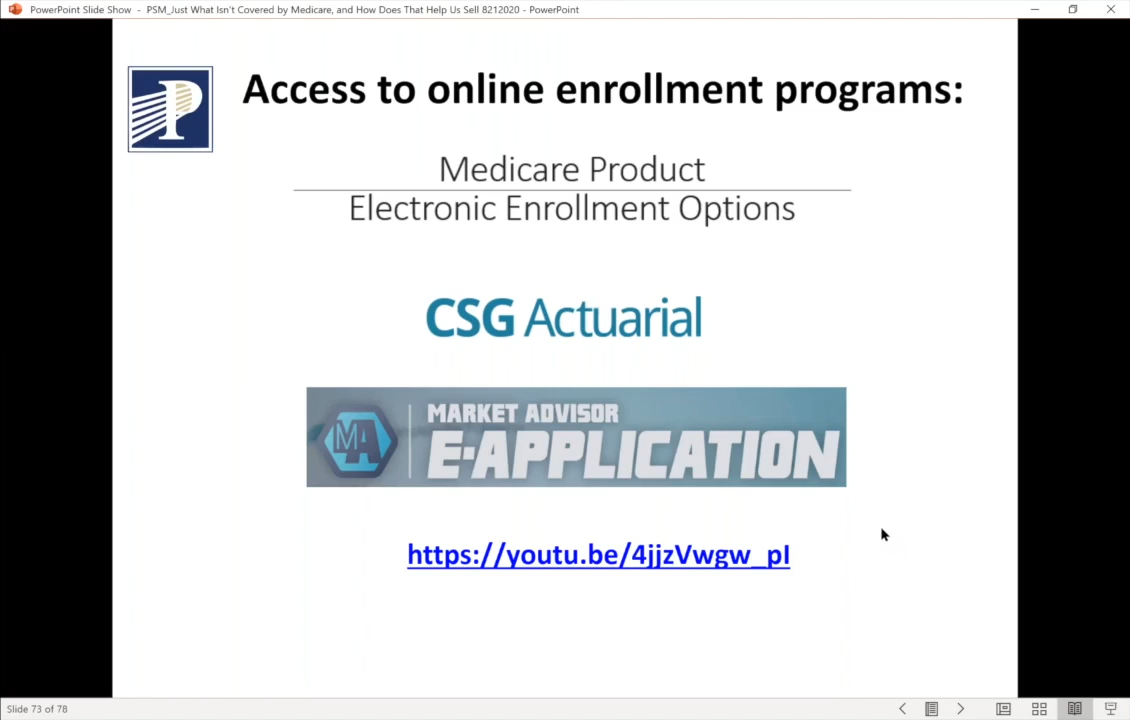 PowerPoint Slide Show - PSM_Just What Isn't Covered by Medicare, and How Does That Help Us Sell 8212020 - PowerPoint
P
Access to online enrollment programs:
Medicare Product
Electronic Enrollment Options
CSG Actuarial
MA
MARKET ADVISOR
E-APPLICATION
https://youtu.be/4jjzVwgw_pI
Slide 73 of 78